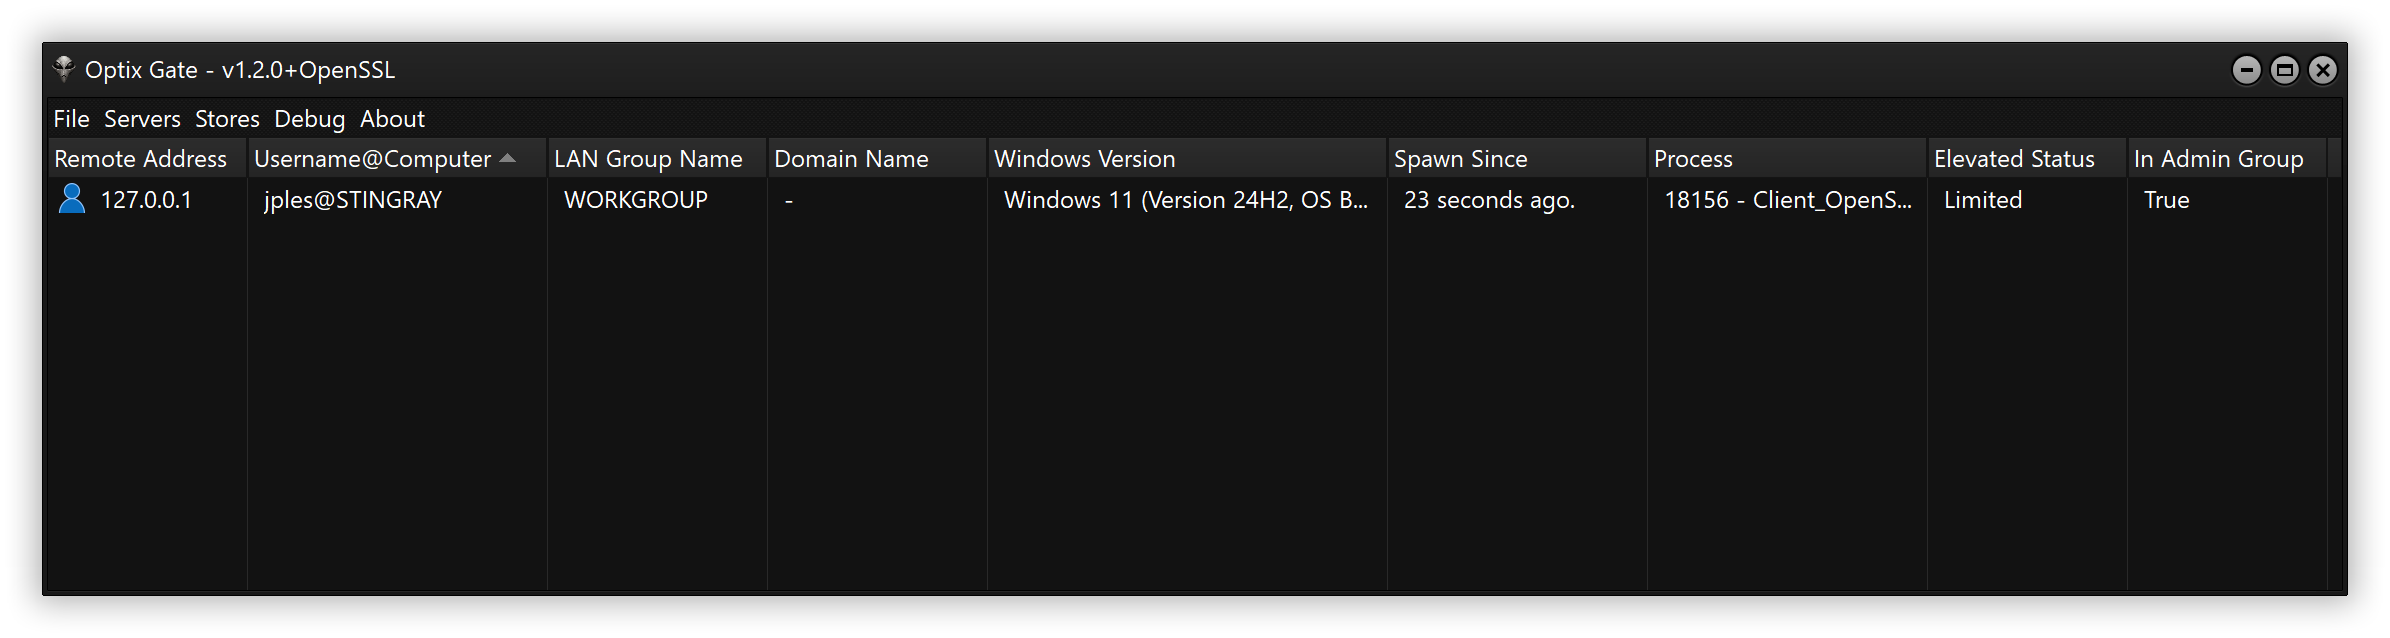 Optix Gate - v1.2.0+OpenSSL
File Servers Stores Debug About
Remote Address Username@Computer LAN Group Name Domain Name Windows Version Spawn Since Process Elevated Status In Admin Group
127.0.0.1 jples@STINGRAY WORKGROUP - Windows 11 (Version 24H2, OS B... 23 seconds ago. 18156 - Client_OpenS... Limited True